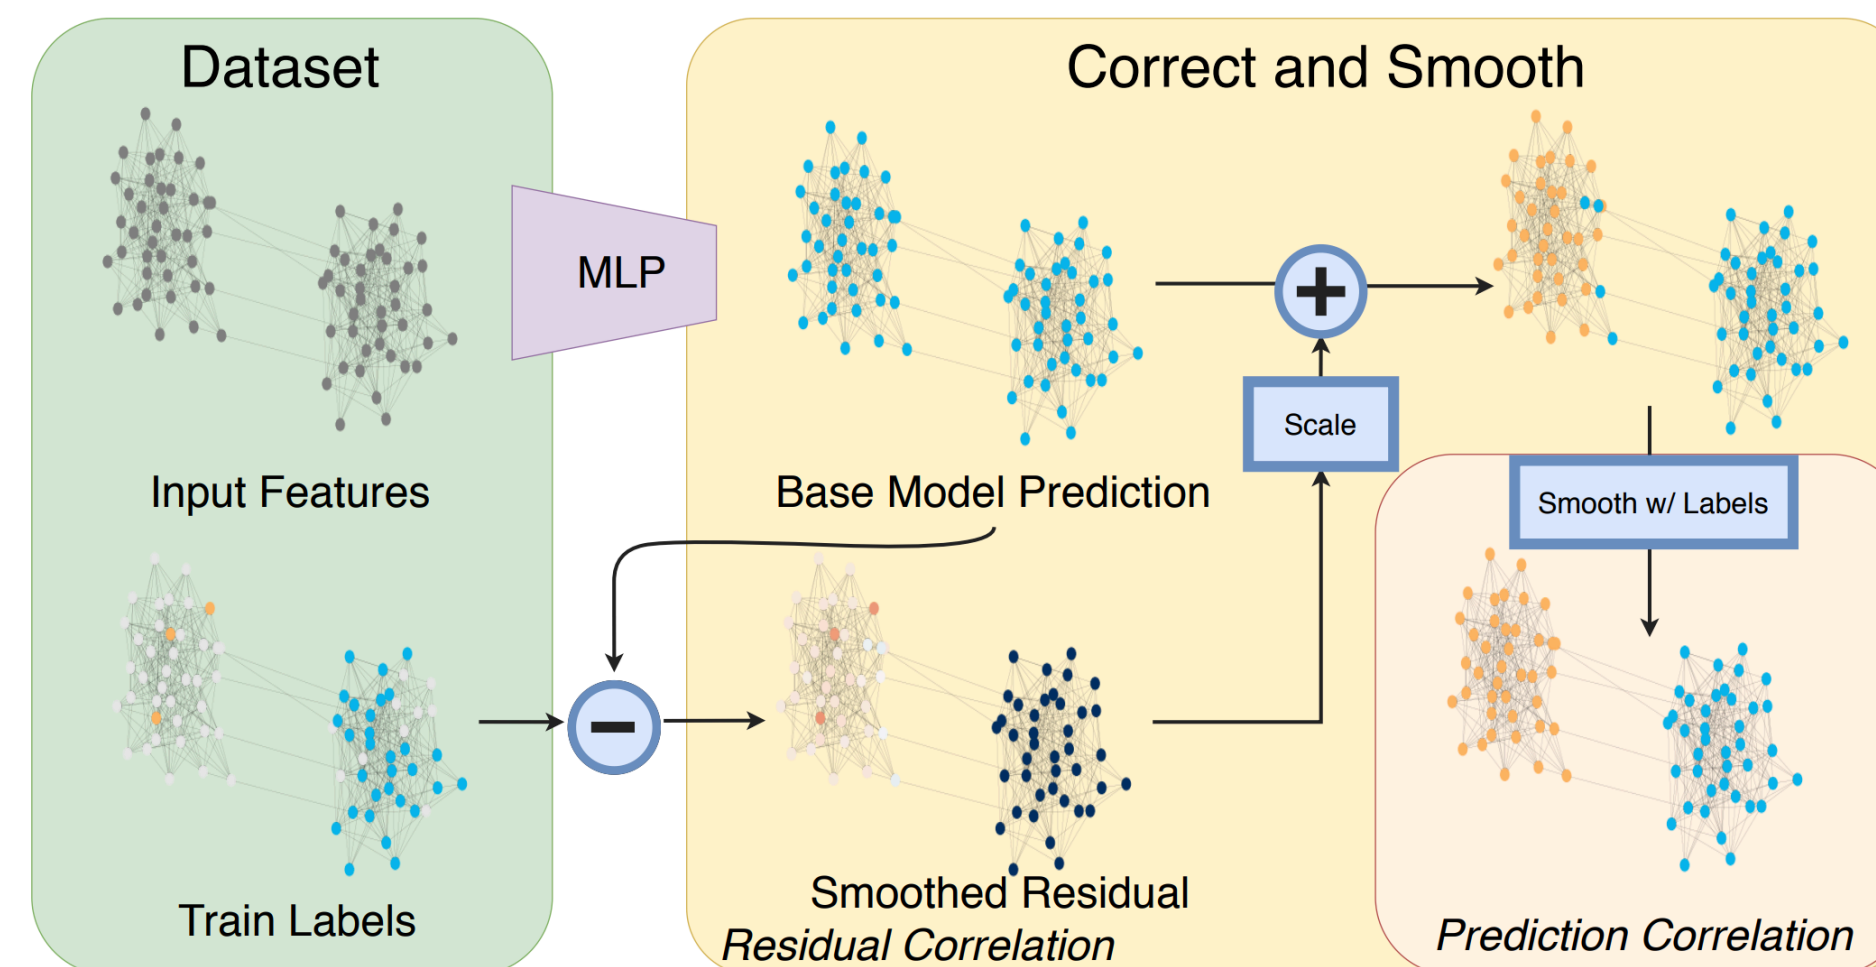 Dataset
Correct and Smooth
MLP
Scale
Input Features
Base Model Prediction
Smooth w/ Labels
Train Labels
Smoothed Residual
Residual Correlation
Prediction Correlation